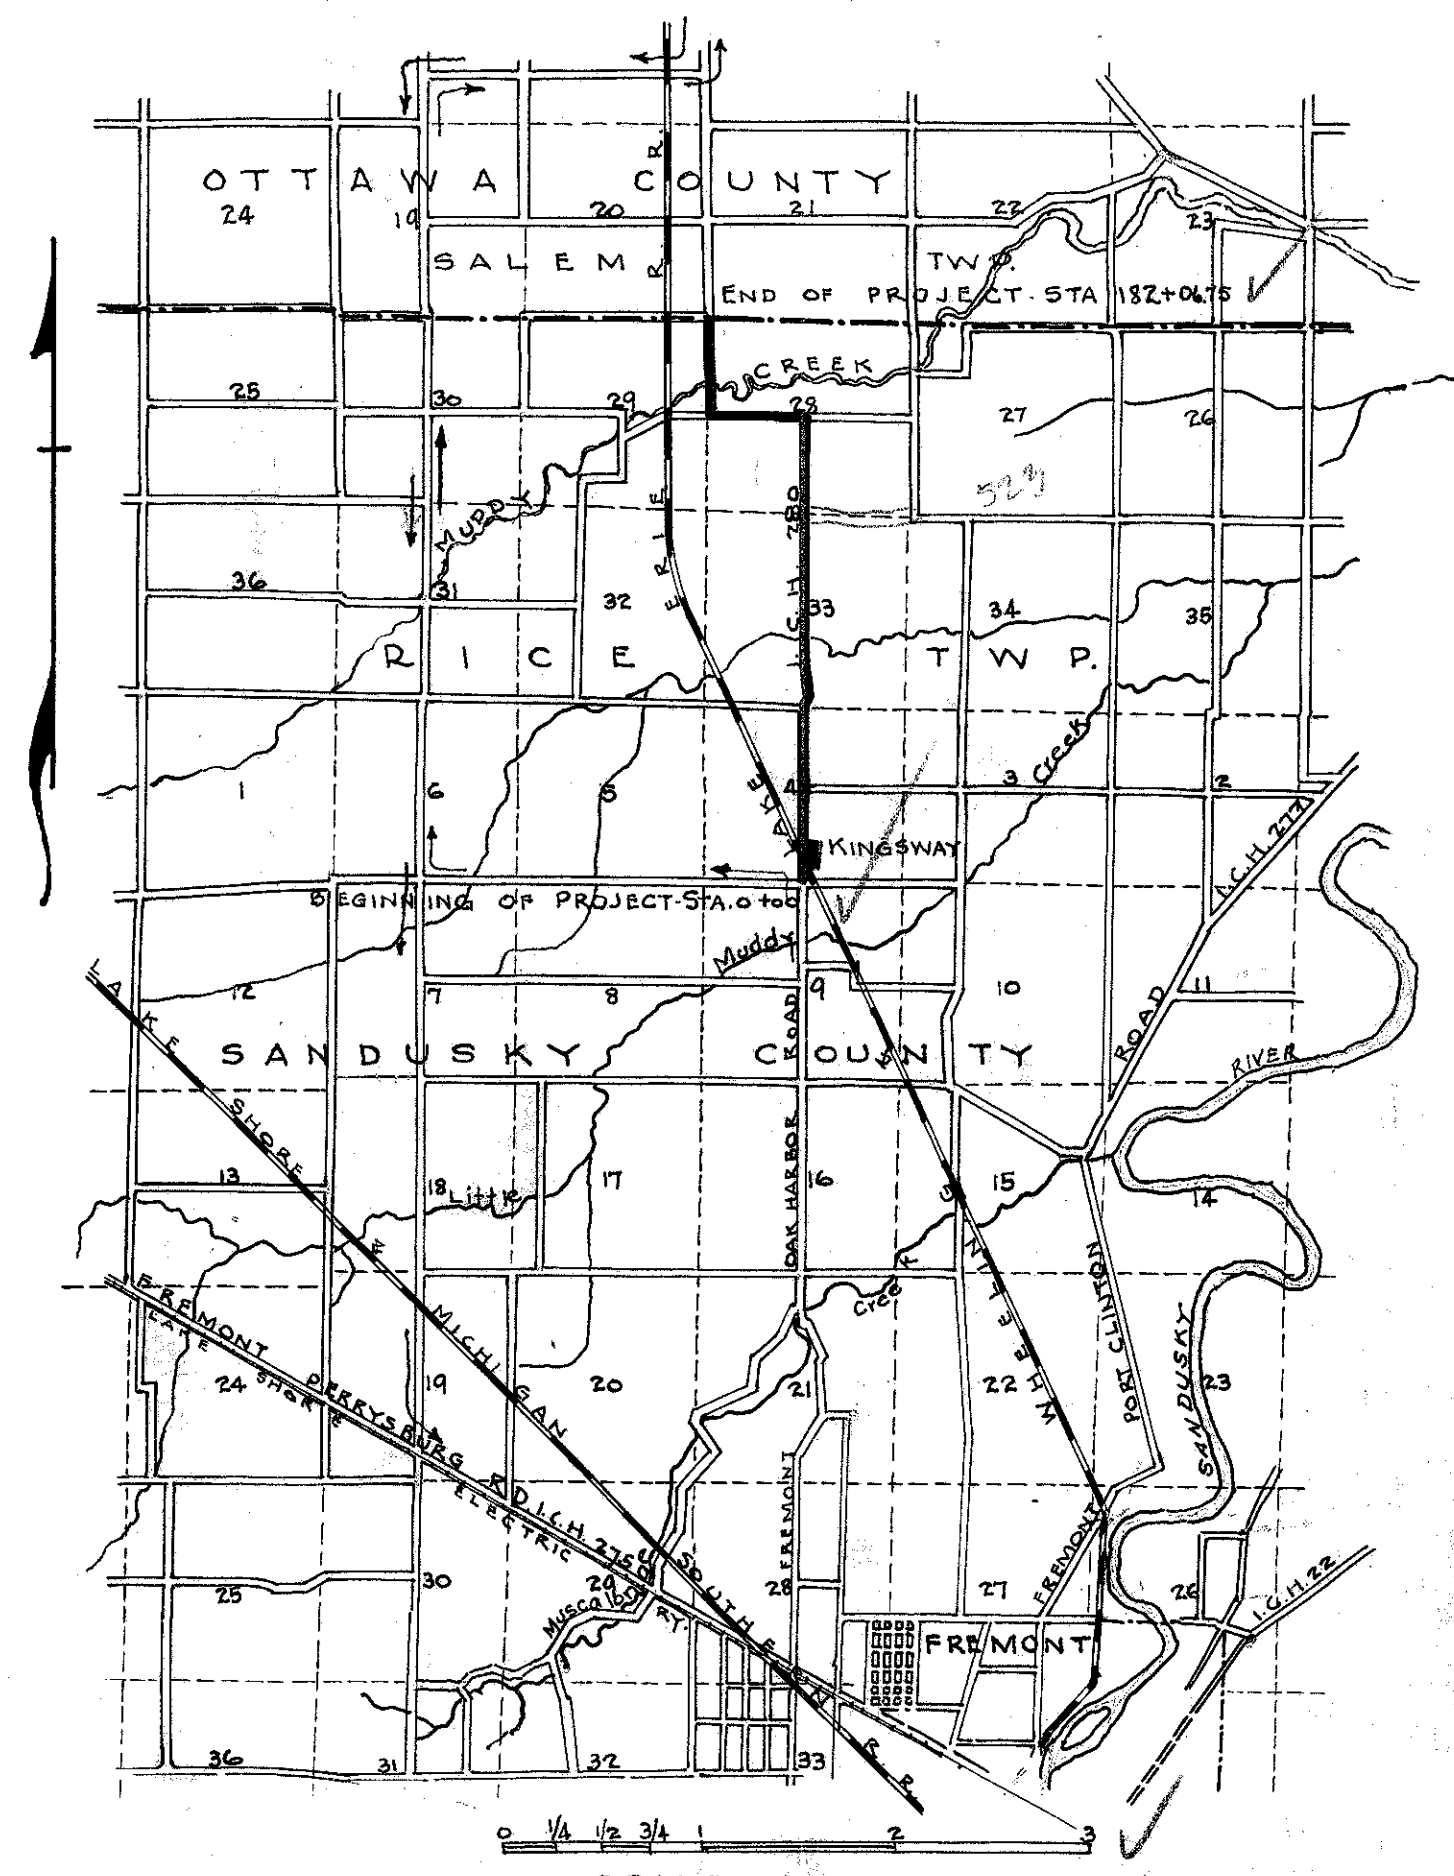 OTTAWA COUNTY
24 19 20 21 22 23
R. R.
SALEM TWP.
END OF PROJECT-STA 182+06.75
CREEK
25 30 29 28 27 26
523
MUDDY
I. C. H. 280
36 31 32 33 34 35
RICE TWP.
LAKE ERIE
Creek
1 6 5 4 3 2
I.C.H. 277
KINGSWAY
BEGINNING OF PROJECT-STA. 0+00
Muddy
12 7 8 9 10 11
SANDUSKY COUNTY
OAK HARBOR ROAD
ROAD
RIVER
LAKE SHORE & MICHIGAN SOUTHERN R. R.
13 18 17 16 15 14
Little
& WHEELING
Creek
PORT CLINTON
SANDUSKY
FREMONT PERRYSBURG RD. I.C.H. 275
LAKE SHORE ELECTRIC RY.
24 19 20 21 22 23
FREMONT
FREMONT
25 30 29 28 27 26
I.C.H. 22
FREMONT
36 31 32 33
0 1/4 1/2 3/4 1 2 3